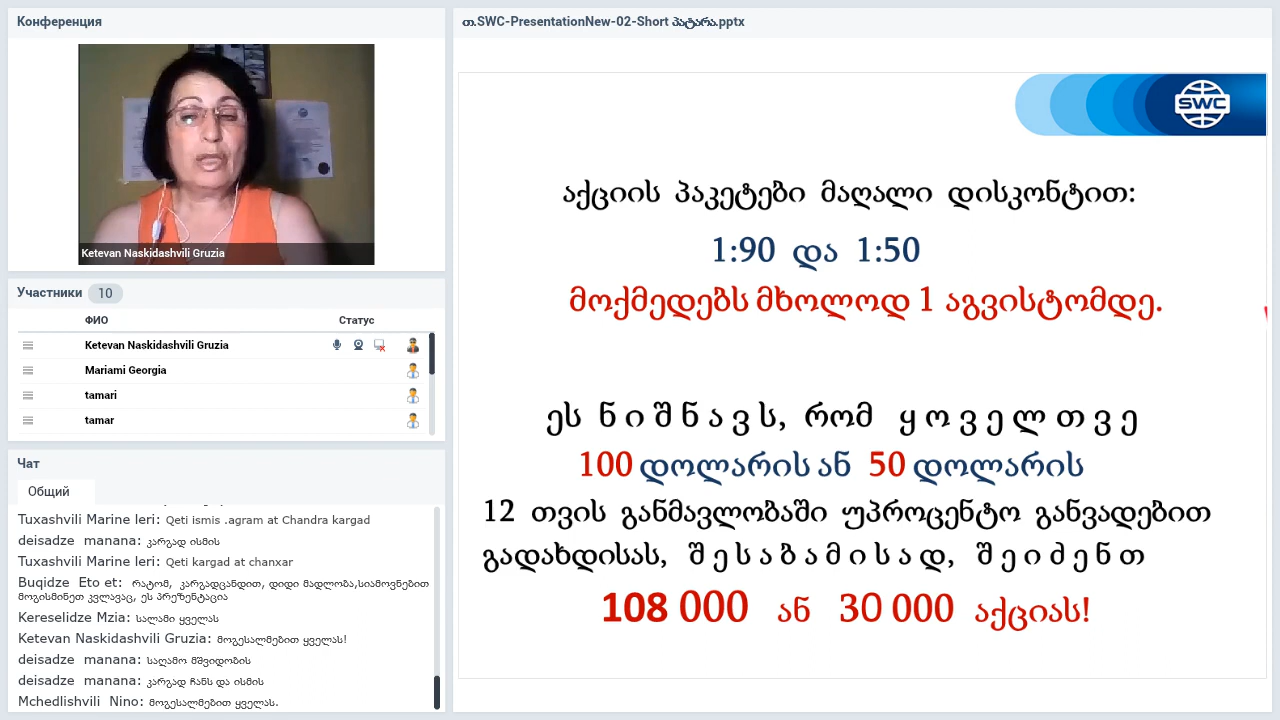 Конференция
Ketevan Naskidashvili Gruzia
Участники 10
ФИО Статус
Ketevan Naskidashvili Gruzia
Mariami Georgia
tamari
tamar
Чат
Общий
Tuxashvili Marine leri: Qeti ismis .agram at Chandra kargad
deisadze manana: კარგად ისმის
Tuxashvili Marine leri: Qeti kargad at chanxar
Buqidze Eto et: რატომ, კარგადცანდით, დიდი მადლობა,სიამოვნებით
მოგისმინეთ კვლავაც, ეს პრეზენტაცია
Kereselidze Mzia: სალამი ყველას
Ketevan Naskidashvili Gruzia: მოგესალმებით ყველას!
deisadze manana: საღამო მშვიდობის
deisadze manana: კარგად ჩანს და ისმის
Mchedlishvili Nino: მოგესალმებით ყველას.
თ.SWC-PresentationNew-02-Short პატარა.pptx
SWC
აქციის პაკეტები მაღალი დისკონტით:
1:90 და 1:50
მოქმედებს მხოლოდ 1 აგვისტომდე.
ეს ნ ი შ ნ ა ვ ს, რომ ყ ო ვ ე ლ თ ვ ე
100 დოლარის ან 50 დოლარის
12 თვის განმავლობაში უპროცენტო განვადებით
გადახდისას, შ ე ს ა ბ ა მ ი ს ა დ, შ ე ი ძ ე ნ თ
108 000 ან 30 000 აქციას!